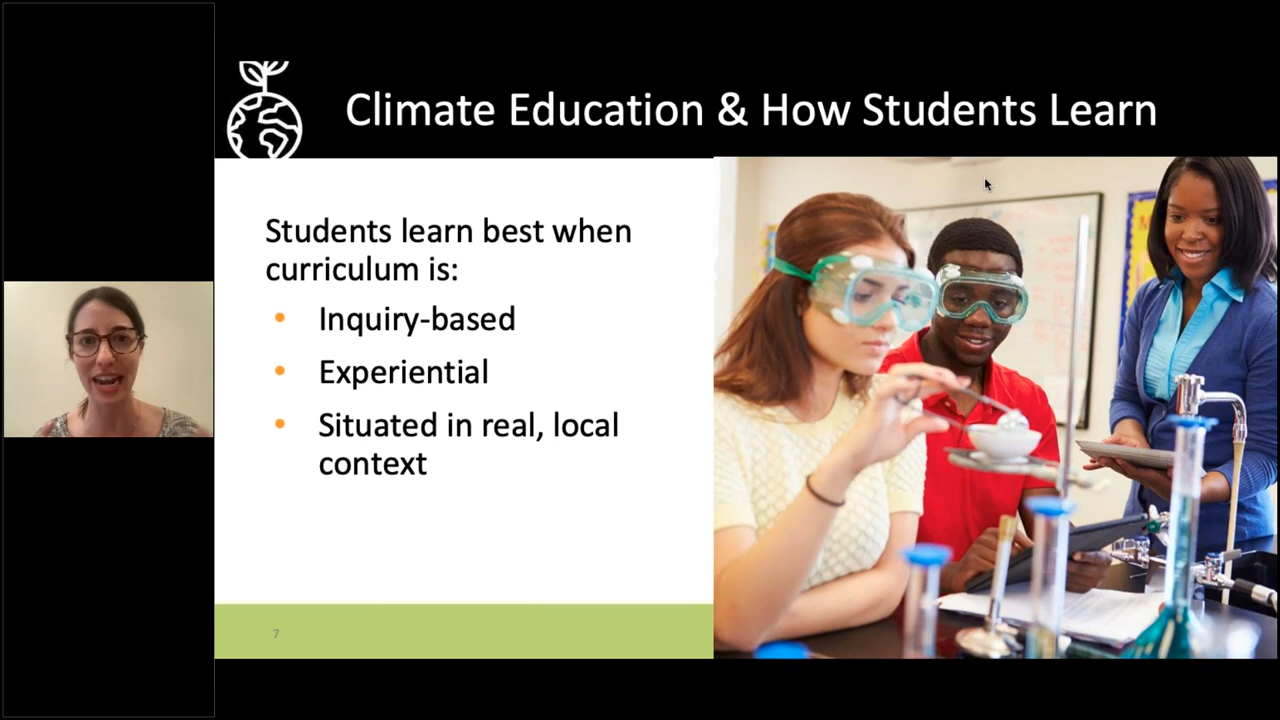 Climate Education & How Students Learn
Students learn best when
curriculum is:
• Inquiry-based
• Experiential
• Situated in real, local
context
7